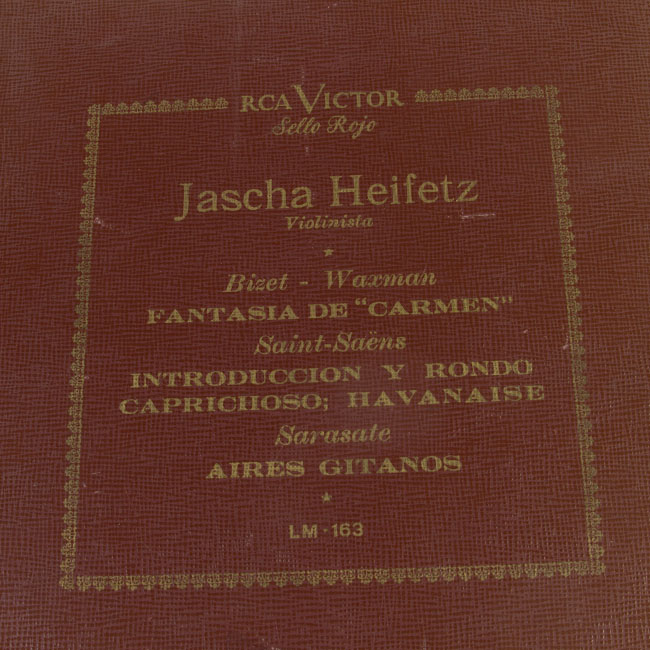 RCA VICTOR
Sello Rojo
Jascha Heifetz
Violinista
Bizet - Waxman
FANTASIA DE "CARMEN"
Saint-Saëns
INTRODUCCION Y RONDO
CAPRICHOSO; HAVANAISE
Sarasate
AIRES GITANOS
LM-163